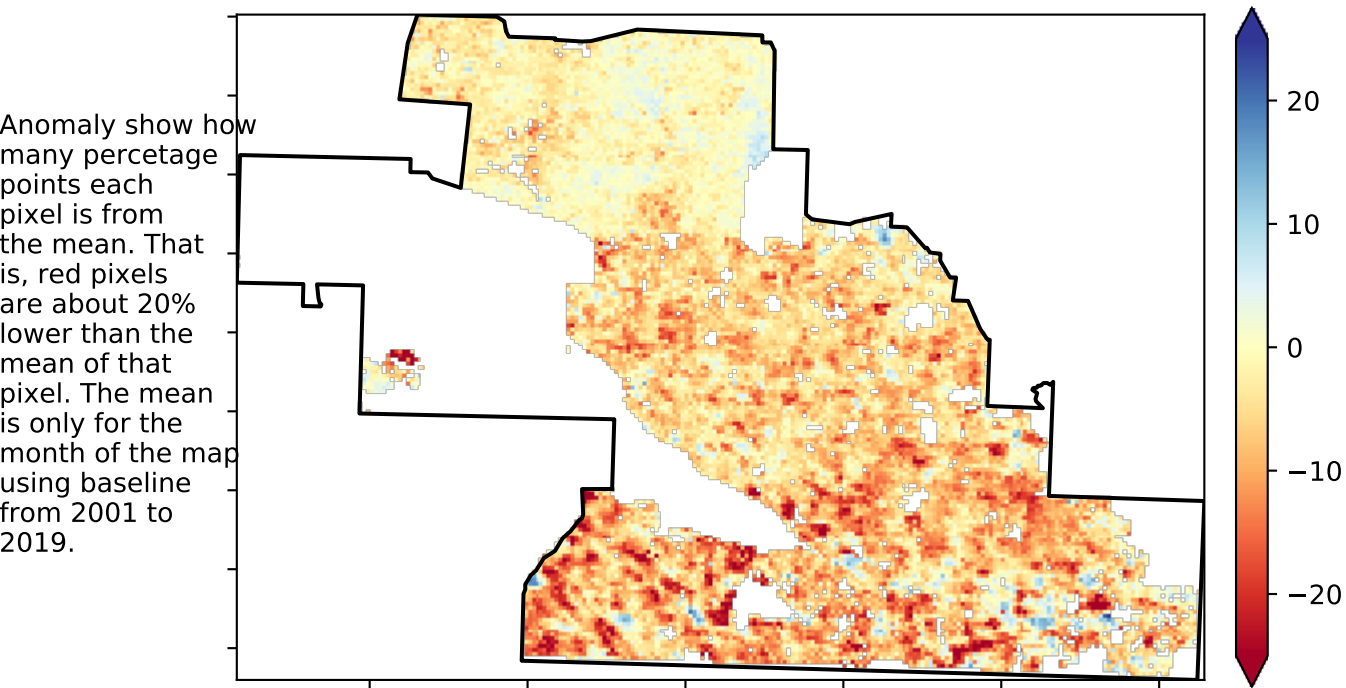 Anomaly show how
many percetage
points each
pixel is from
the mean. That
is, red pixels
are about 20%
lower than the
mean of that
pixel. The mean
is only for the
month of the map
using baseline
from 2001 to
2019.
20
10
0
−10
−20